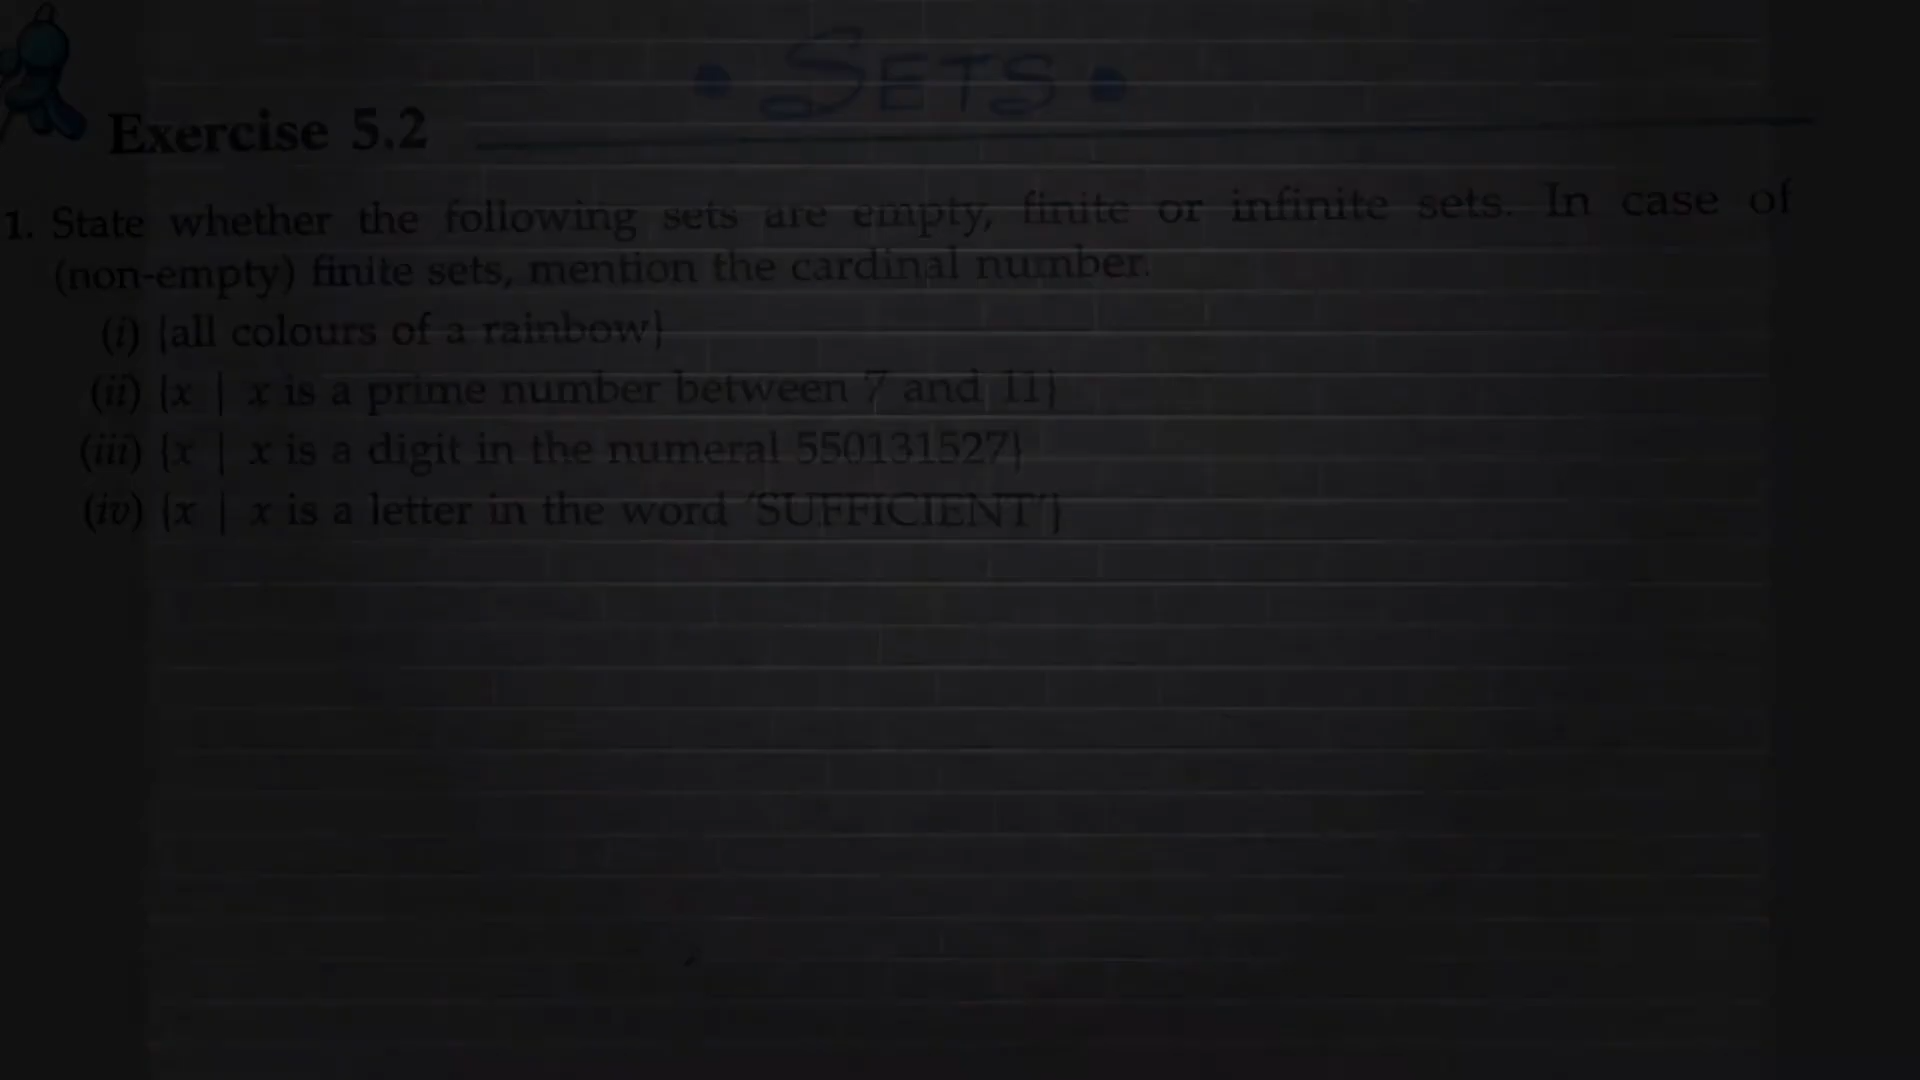 • SETS •
Exercise 5.2
1. State whether the following sets are empty, finite or infinite sets. In case of
(non-empty) finite sets, mention the cardinal number.
(i) {all colours of a rainbow}
(ii) {x | x is a prime number between 7 and 11}
(iii) {x | x is a digit in the numeral 550131527}
(iv) {x | x is a letter in the word 'SUFFICIENT'}